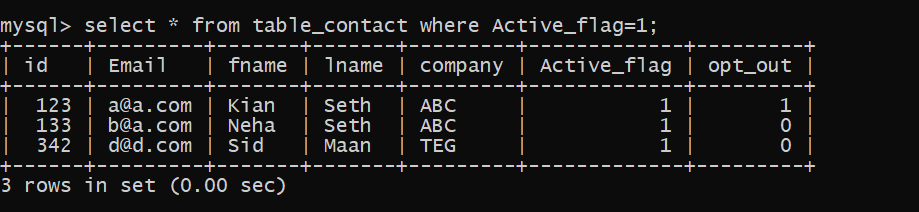 mysql> select * from table_contact where Active_flag=1;
+------+---------+-------+-------+---------+-------------+---------+
| id   | Email   | fname | lname | company | Active_flag | opt_out |
+------+---------+-------+-------+---------+-------------+---------+
|  123 | a@a.com | Kian  | Seth  | ABC     |           1 |       1 |
|  133 | b@a.com | Neha  | Seth  | ABC     |           1 |       0 |
|  342 | d@d.com | Sid   | Maan  | TEG     |           1 |       0 |
+------+---------+-------+-------+---------+-------------+---------+
3 rows in set (0.00 sec)